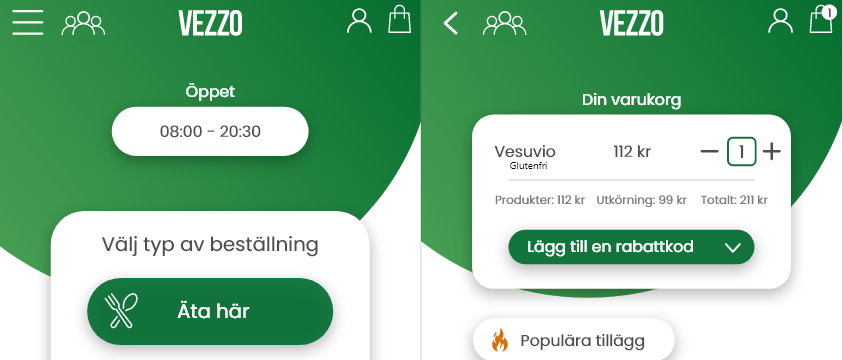 VEZZO
Öppet
08:00 - 20:30
Välj typ av beställning
Äta här
VEZZO
1
Din varukorg
Vesuvio 112 kr 1
Glutenfri
Produkter: 112 kr Utkörning: 99 kr Totalt: 211 kr
Lägg till en rabattkod
Populära tillägg